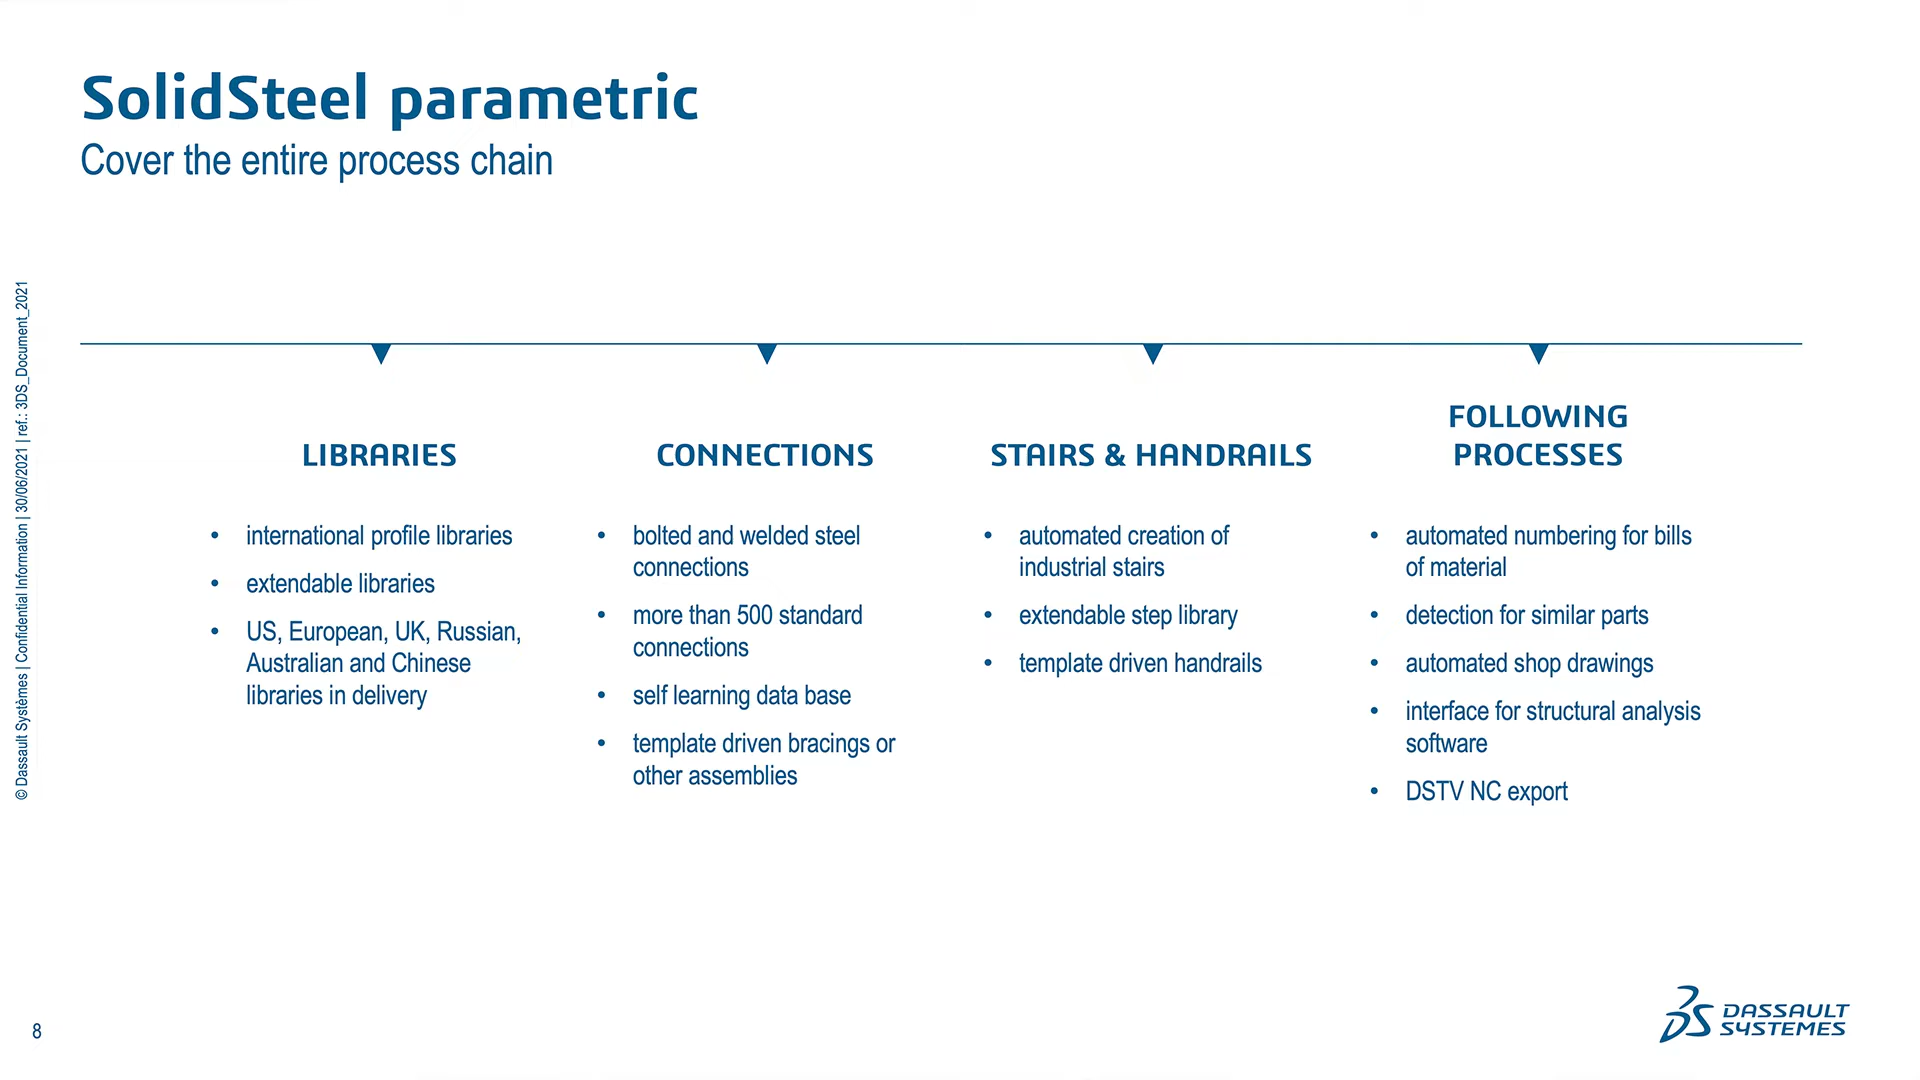 SolidSteel parametric
Cover the entire process chain
LIBRARIES
• international profile libraries
• extendable libraries
• US, European, UK, Russian,
Australian and Chinese
libraries in delivery
CONNECTIONS
• bolted and welded steel
connections
• more than 500 standard
connections
• self learning data base
• template driven bracings or
other assemblies
STAIRS & HANDRAILS
• automated creation of
industrial stairs
• extendable step library
• template driven handrails
FOLLOWING
PROCESSES
• automated numbering for bills
of material
• detection for similar parts
• automated shop drawings
• interface for structural analysis
software
• DSTV NC export
© Dassault Systèmes | Confidential Information | 30/06/2021 | ref.: 3DS_Document_2021
8
3DS DASSAULT
SYSTEMES